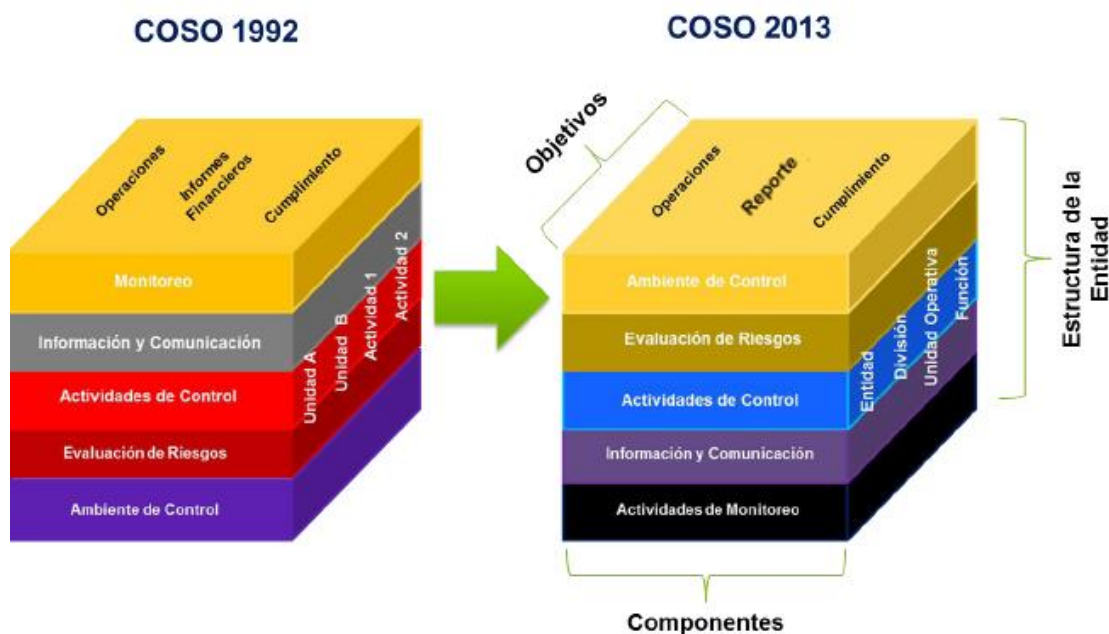 COSO 1992
COSO 2013
Operaciones
Informes
Financieros
Cumplimiento
Monitoreo
Información y Comunicación
Actividades de Control
Evaluación de Riesgos
Ambiente de Control
Unidad A
Unidad B
Actividad 1
Actividad 2
Objetivos
Operaciones
Reporte
Cumplimiento
Ambiente de Control
Evaluación de Riesgos
Actividades de Control
Información y Comunicación
Actividades de Monitoreo
Entidad
División
Unidad Operativa
Función
Estructura de la
Entidad
Componentes